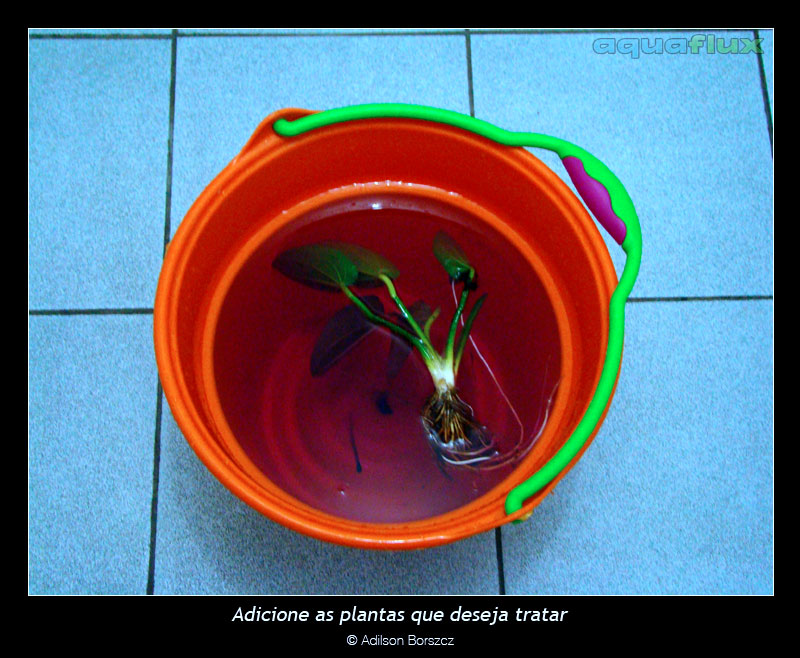 aquaflux
Adicione as plantas que deseja tratar
© Adilson Borszcz